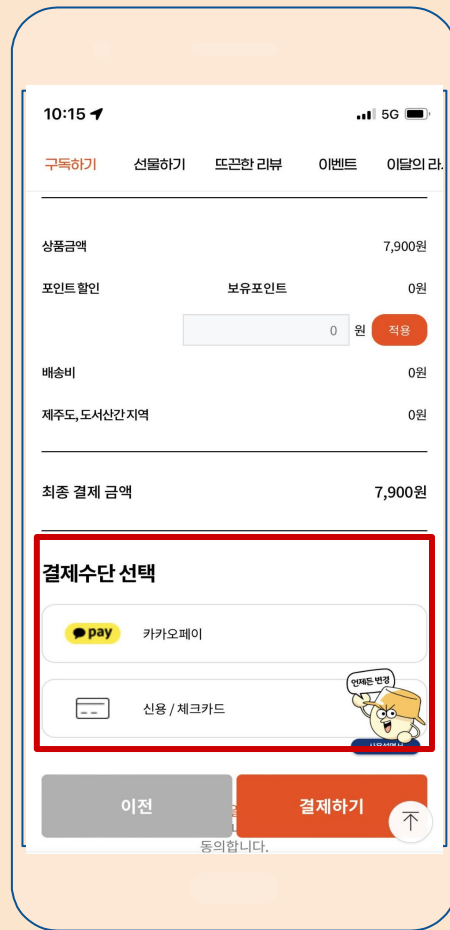 10:15
5G
구독하기 선물하기 뜨끈한 리뷰 이벤트 이달의 라
상품금액 7,900원
포인트 할인 보유포인트 0원
0 원 적용
배송비 0원
제주도, 도서산간 지역 0원
최종 결제 금액 7,900원
결제수단 선택
pay 카카오페이
언제든 변경
신용 / 체크카드
이전 결제하기
동의합니다.